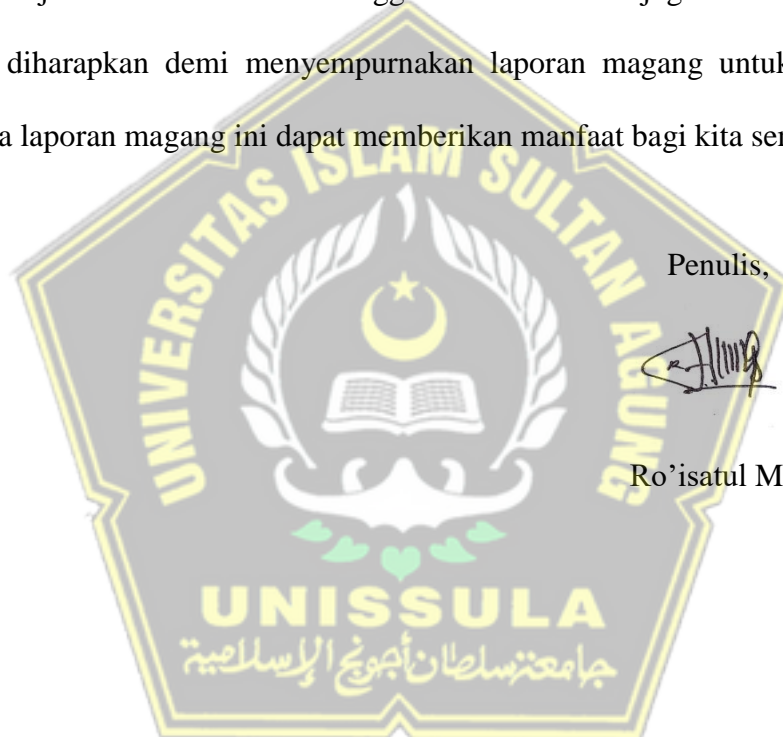 diharapkan demi menyempurnakan laporan magang untuk
laporan magang ini dapat memberikan manfaat bagi kita
Penulis,
Ro'isatul M
UNIVERSITAS ISLAM SULTAN AGUNG
UNISSULA
جامعة سلطان أجونج الإسلامية